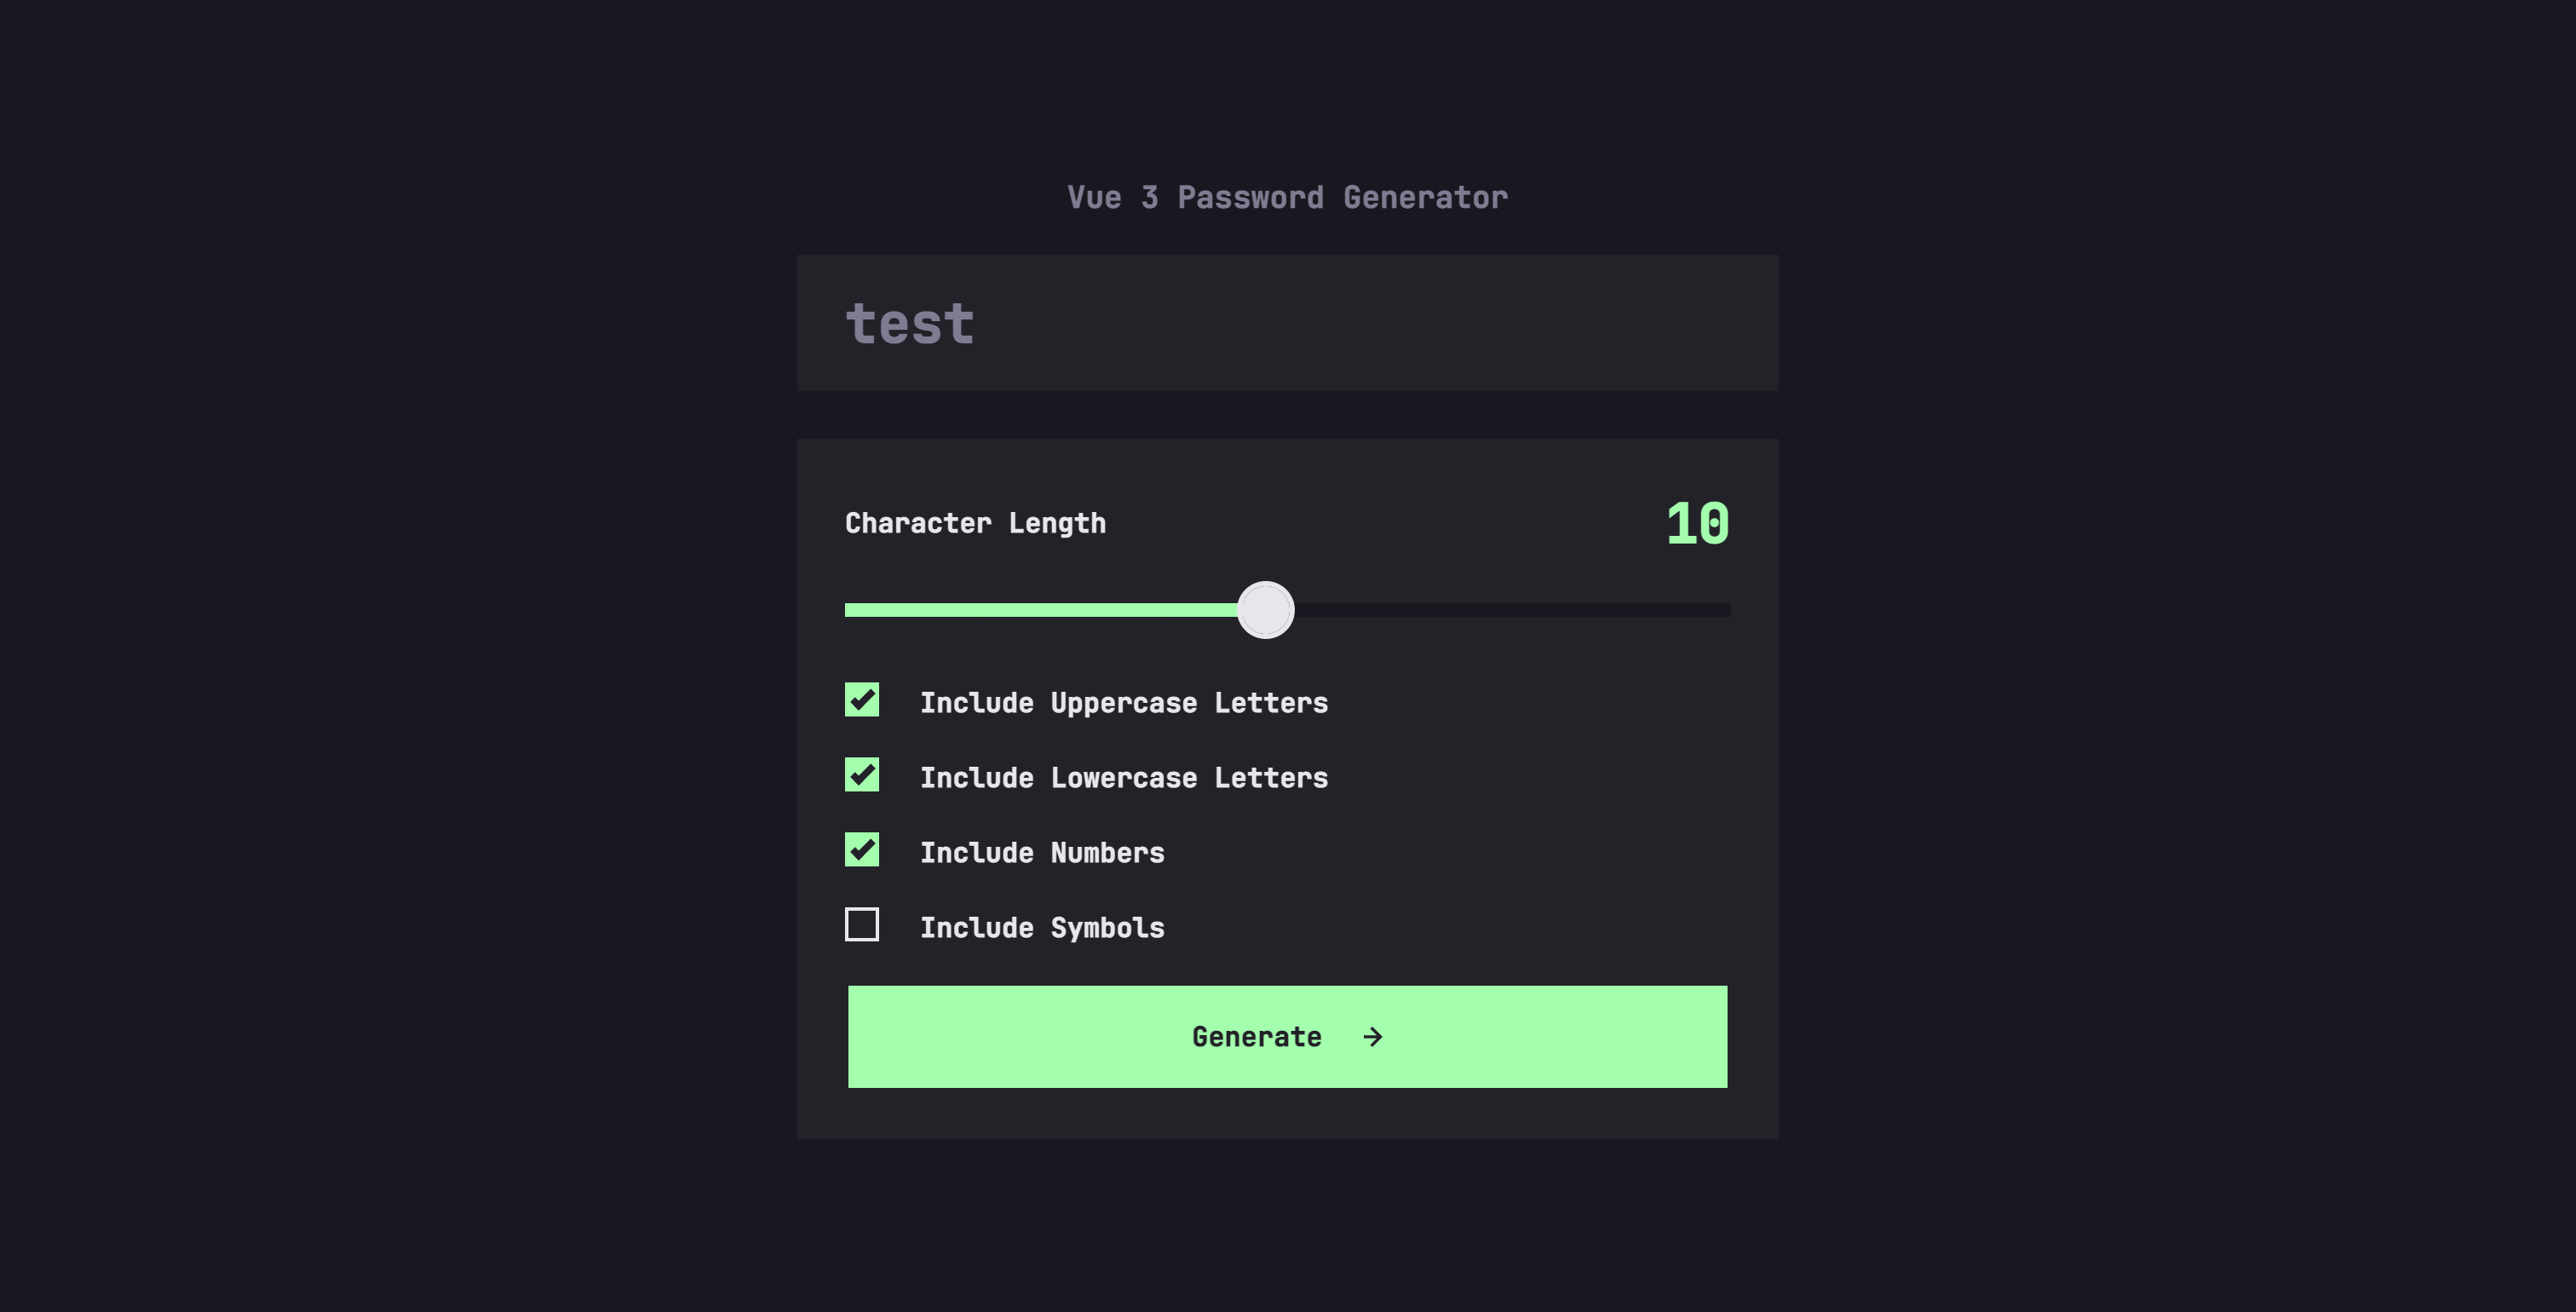 Vue 3 Password Generator
test
Character Length
10
Include Uppercase Letters
Include Lowercase Letters
Include Numbers
Include Symbols
Generate →